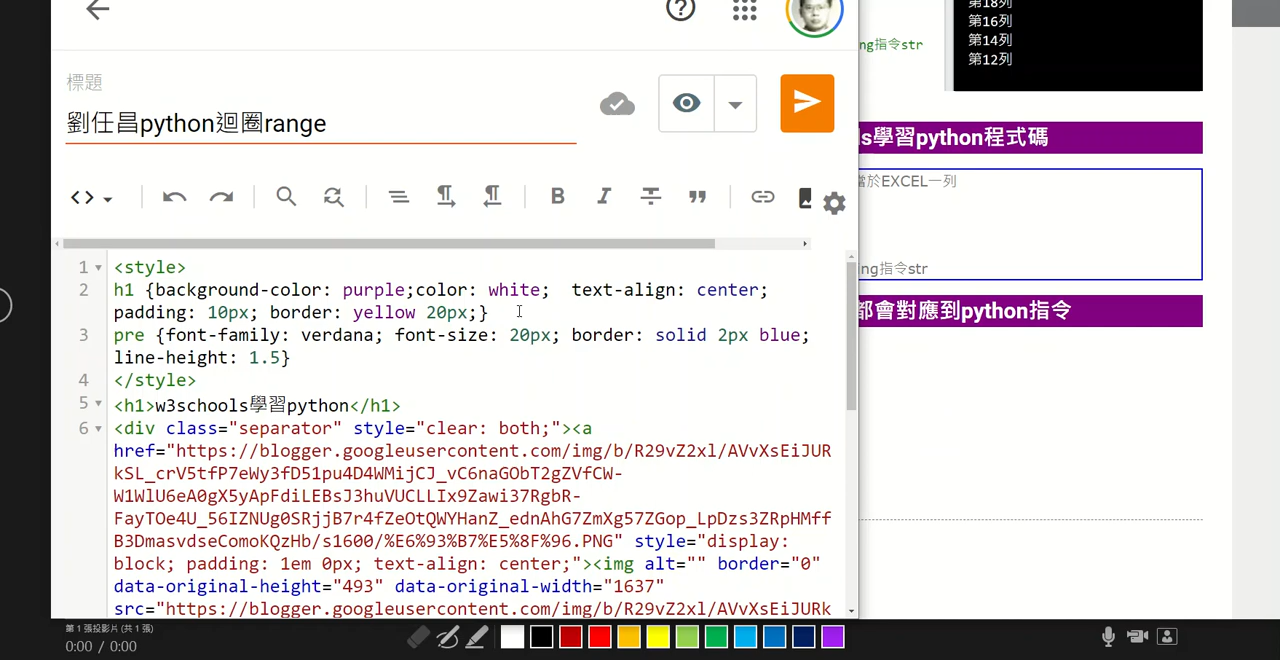 標題
劉任昌python迴圈range
1 <style>
2 h1 {background-color: purple;color: white;  text-align: center;
padding: 10px; border: yellow 20px;}
3 pre {font-family: verdana; font-size: 20px; border: solid 2px blue;
line-height: 1.5}
4 </style>
5 <h1>w3schools學習python</h1>
6 <div class="separator" style="clear: both;"><a
href="https://blogger.googleusercontent.com/img/b/R29vZ2xl/AVvXsEiJUR
kSL_crV5tfP7eWy3fD51pu4D4WMijCJ_vC6naGObT2gZVfCW-
W1WlU6eA0gX5yApFdiLEBsJ3huVUCLLIx9Zawi37RgbR-
FayTOe4U_56IZNUg0SRjjB7r4fZeOtQWYHanZ_ednAhG7ZmXg57ZGop_LpDzs3ZRpHMff
B3DmasvdseComoKQzHb/s1600/%E6%93%B7%E5%8F%96.PNG" style="display:
block; padding: 1em 0px; text-align: center;"><img alt="" border="0"
data-original-height="493" data-original-width="1637"
src="https://blogger.googleusercontent.com/img/b/R29vZ2xl/AVvXsEiJURk
第18列
第16列
第14列
第12列
ng指令str
ls學習python程式碼
於EXCEL一列
ng指令str
都會對應到python指令
第 1 張投影片 (共 1 張)
0:00 / 0:00